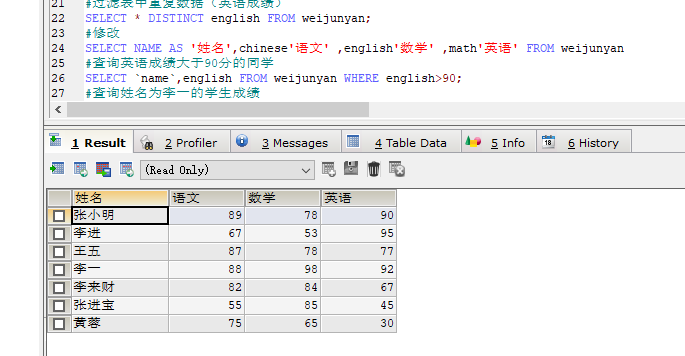 21 #过滤表中重复数据（英语成绩）
22 SELECT * DISTINCT english FROM weijunyan;
23 #修改
24 SELECT NAME AS '姓名',chinese'语文' ,english'数学' ,math'英语' FROM weijunyan
25 #查询英语成绩大于90分的同学
26 SELECT `name`,english FROM weijunyan WHERE english>90;
27 #查询姓名为李一的学生成绩
1 Result 2 Profiler 3 Messages 4 Table Data 5 Info 18 6 History
(Read Only)
姓名 语文 数学 英语
张小明 89 78 90
李进 67 53 95
王五 87 78 77
李一 88 98 92
李来财 82 84 67
张进宝 55 85 45
黄蓉 75 65 30